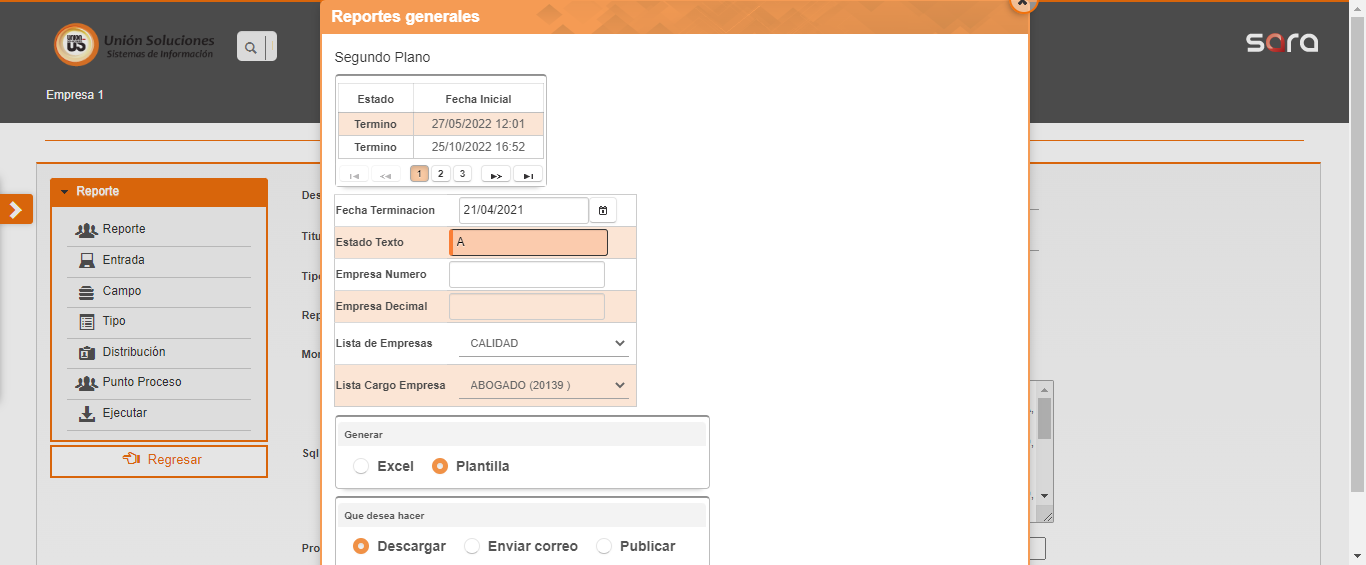 Reportes generales
UNION
US
Unión Soluciones
Sistemas de Información
sara
Empresa 1
Segundo Plano
Estado Fecha Inicial
Termino 27/05/2022 12:01
Termino 25/10/2022 16:52
1 2 3
Reporte
Reporte
Entrada
Campo
Tipo
Distribución
Punto Proceso
Ejecutar
Regresar
Des
Titu
Tipo
Rep
Mo
Sql
Pro
Fecha Terminacion 21/04/2021
Estado Texto A
Empresa Numero
Empresa Decimal
Lista de Empresas CALIDAD
Lista Cargo Empresa ABOGADO (20139 )
Generar
Excel Plantilla
Que desea hacer
Descargar Enviar correo Publicar